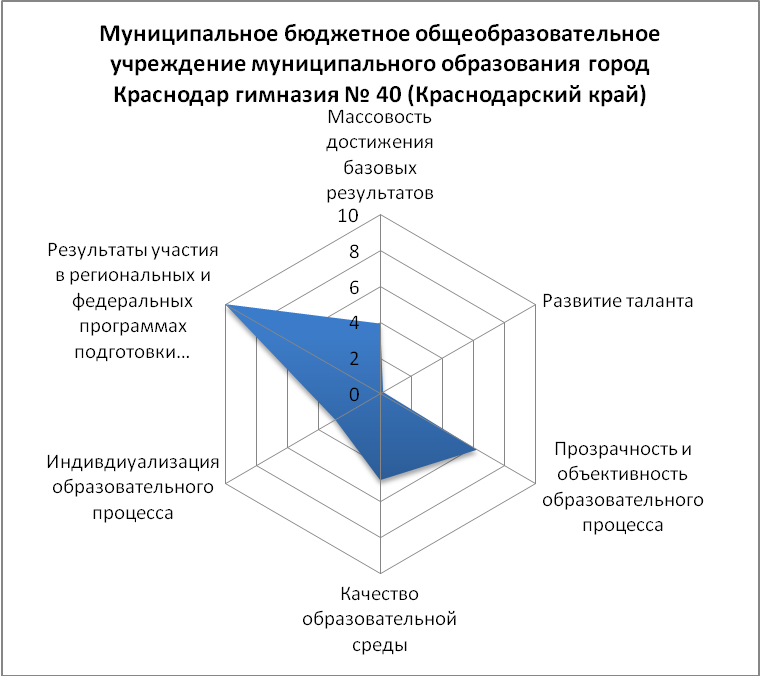 Муниципальное бюджетное общеобразовательное
учреждение муниципального образования город
Краснодар гимназия № 40 (Краснодарский край)
Массовость
достижения
базовых
результатов
10
8
6
4
2
0
Развитие таланта
Прозрачность и
объективность
образовательного
процесса
Качество
образовательной
среды
Индивдиуализация
образовательного
процесса
Результаты участия
в региональных и
федеральных
программах
подготовки...